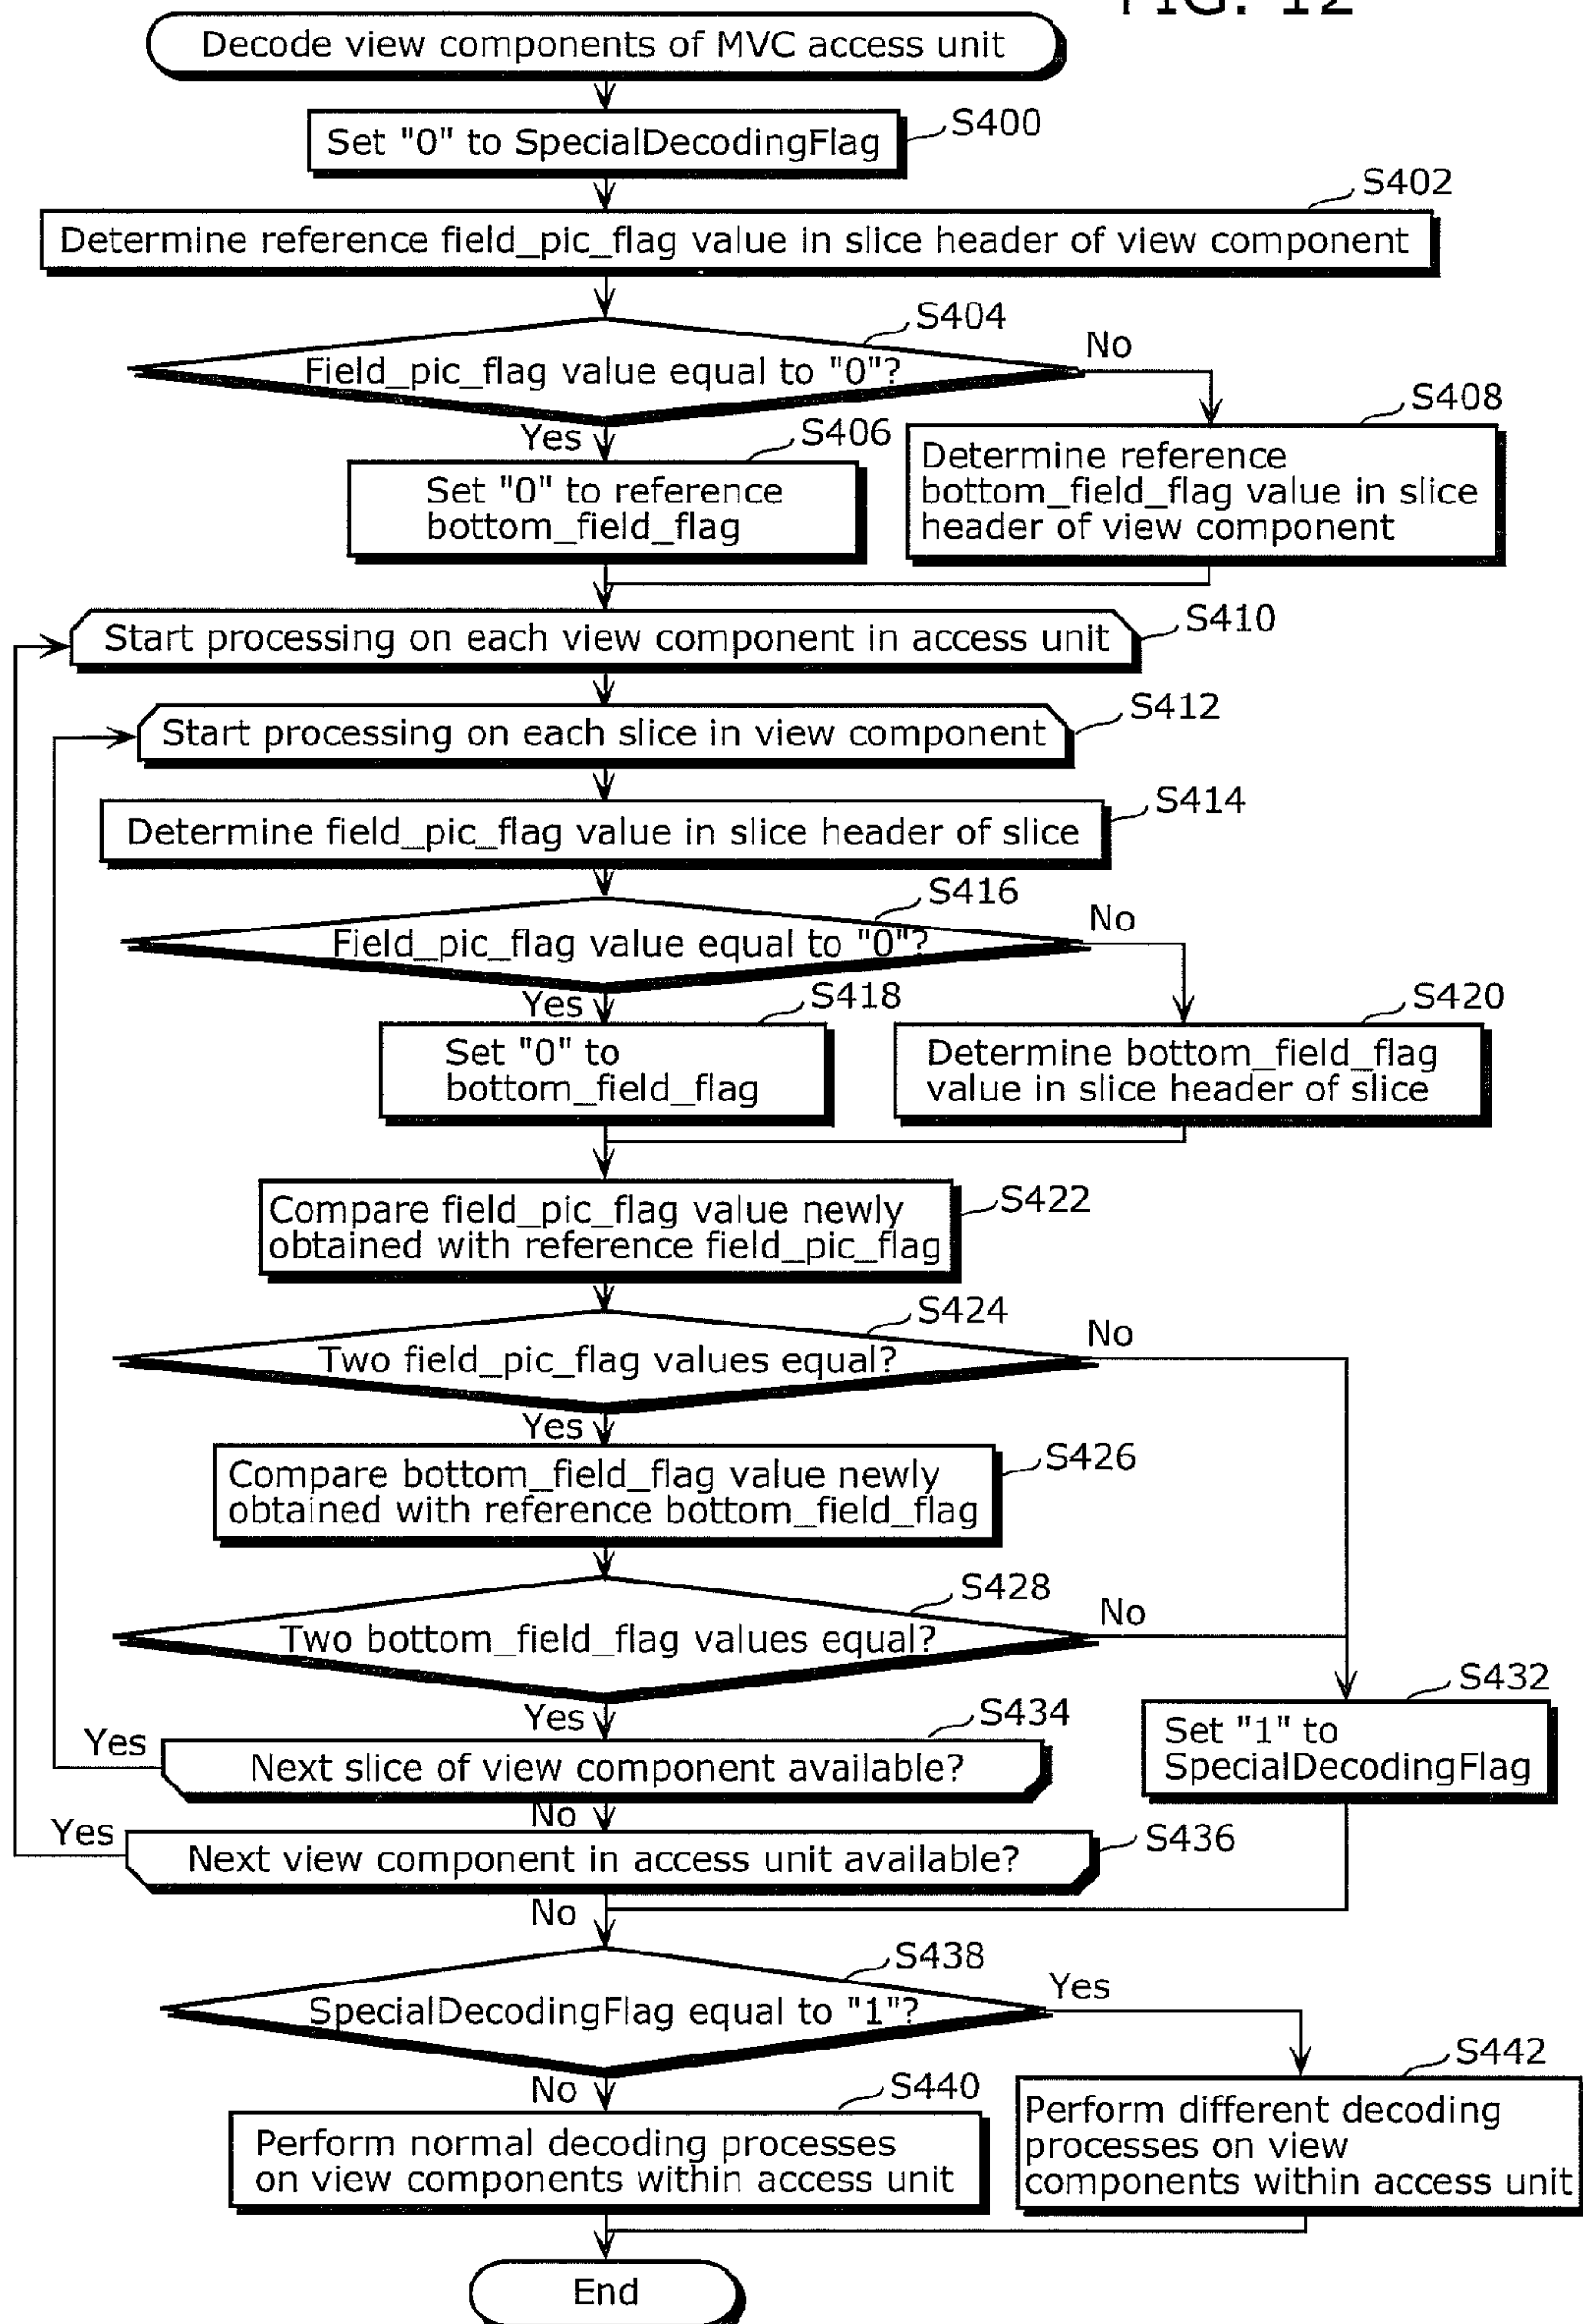 FIG. 12
Decode view components of MVC access unit
S400
Set "0" to SpecialDecodingFlag
S402
Determine reference field_pic_flag value in slice header of view component
S404
Field_pic_flag value equal to "0"?
No
Yes
S406
S408
Set "0" to reference
bottom_field_flag
Determine reference
bottom_field_flag value in slice
header of view component
S410
Start processing on each view component in access unit
S412
Start processing on each slice in view component
S414
Determine field_pic_flag value in slice header of slice
S416
Field_pic_flag value equal to "0"?
No
Yes
S418
S420
Set "0" to
bottom_field_flag
Determine bottom_field_flag
value in slice header of slice
S422
Compare field_pic_flag value newly
obtained with reference field_pic_flag
S424
Two field_pic_flag values equal?
No
Yes
S426
Compare bottom_field_flag value newly
obtained with reference bottom_field_flag
S428
Two bottom_field_flag values equal?
No
Yes
S432
Set "1" to
SpecialDecodingFlag
S434
Yes
Next slice of view component available?
No
S436
Yes
Next view component in access unit available?
No
S438
SpecialDecodingFlag equal to "1"?
Yes
No
S440
S442
Perform normal decoding processes
on view components within access unit
Perform different decoding
processes on view
components within access unit
End